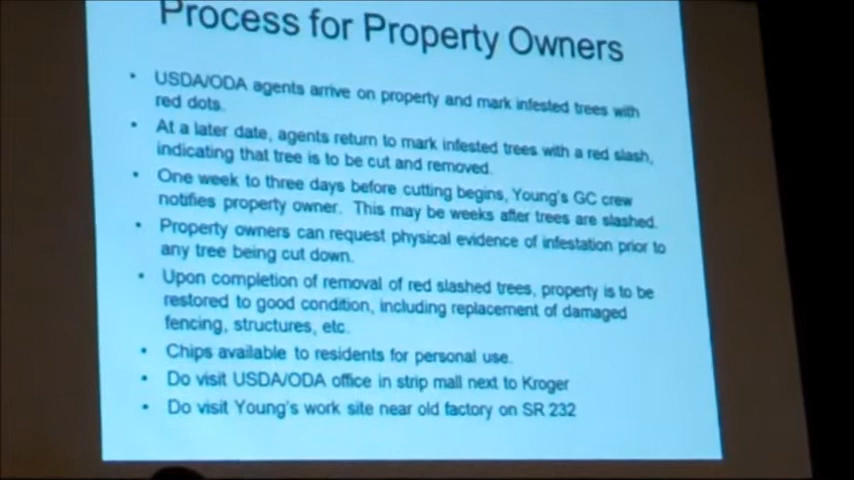 Process for Property Owners
• USDA/ODA agents arrive on property and mark infested trees with
red dots.
• At a later date, agents return to mark infested trees with a red slash,
indicating that tree is to be cut and removed.
• One week to three days before cutting begins, Young's GC crew
notifies property owner. This may be weeks after trees are slashed.
• Property owners can request physical evidence of infestation prior to
any tree being cut down.
• Upon completion of removal of red slashed trees, property is to be
restored to good condition, including replacement of damaged
fencing, structures, etc.
• Chips available to residents for personal use.
• Do visit USDA/ODA office in strip mall next to Kroger
• Do visit Young's work site near old factory on SR 232